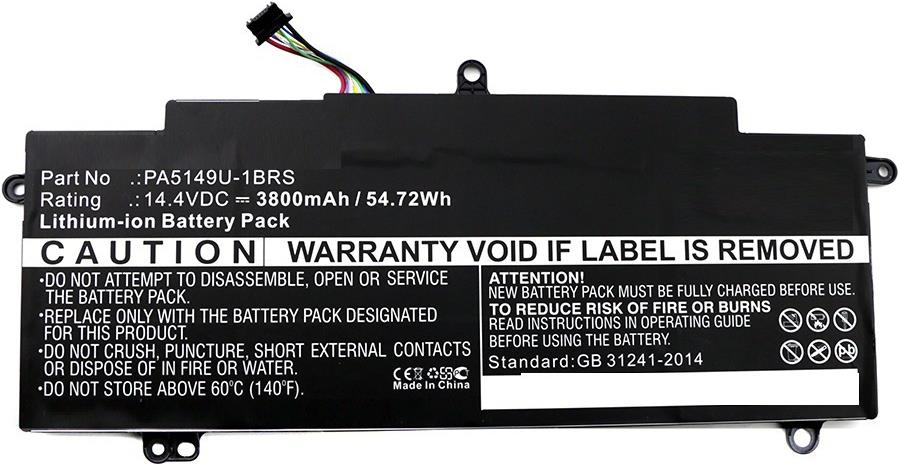 Part No .:PA5149U-1BRS
Rating .:14.4VDC ⎓ 3800mAh / 54.72Wh
Lithium-ion Battery Pack
CAUTION
WARRANTY VOID IF LABEL IS REMOVED
•DO NOT ATTEMPT TO DISASSEMBLE, OPEN OR SERVICE
THE BATTERY PACK.
•REPLACE ONLY WITH THE BATTERY PACK DESIGNATED
FOR THIS PRODUCT.
•DO NOT CRUSH, PUNCTURE, SHORT EXTERNAL CONTACTS
OR DISPOSE OF IN FIRE OR WATER.
•DO NOT STORE ABOVE 60°C (140°F).
CE
Made In China
ATTENTION!
NEW BATTERY PACK MUST BE FULLY CHARGED BEFORE USE.
TO REDUCE RISK OF FIRE OR BURNS
READ INSTRUCTIONS IN OPERATING GUIDE
BEFORE USING THE BATTERY.
Standard:GB 31241-2014